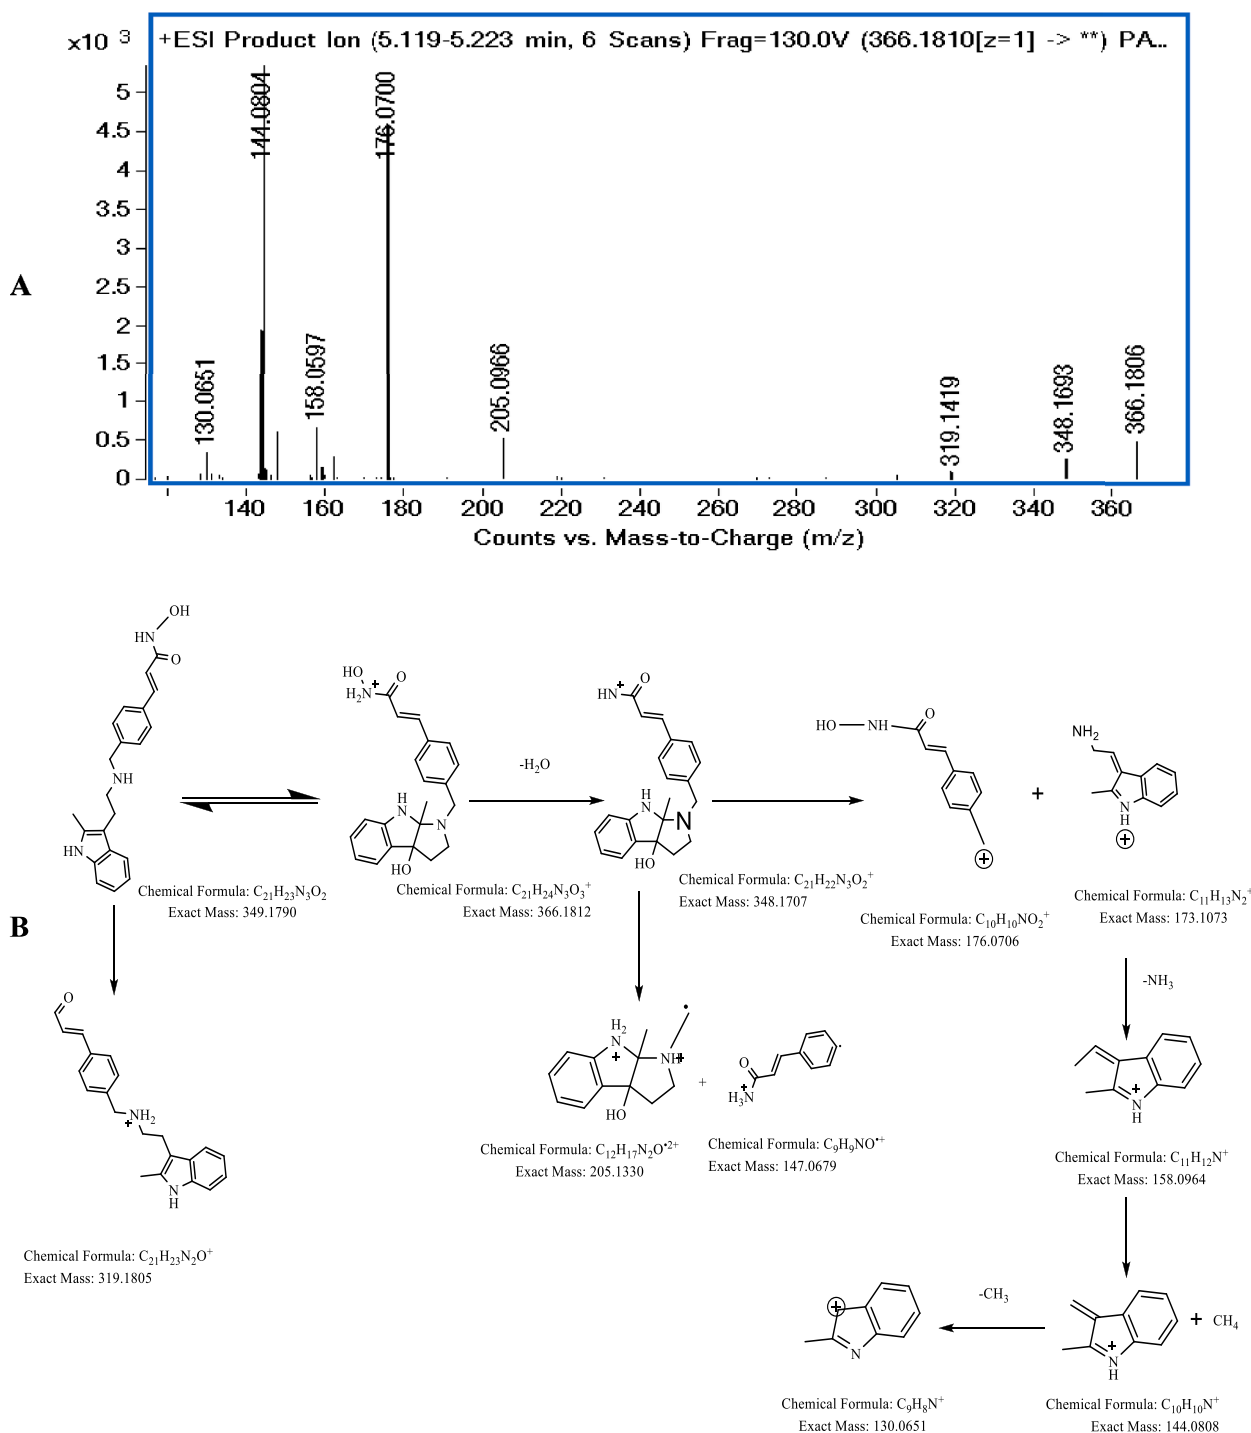 ×10 3
+ESI Product Ion (5.119-5.223 min, 6 Scans) Frag=130.0V (366.1810[z=1] -> **) PA...
5
4.5
4
3.5
3
2.5
2
1.5
1
0.5
0
130.0651
144.0804
158.0597
176.0700
205.0966
319.1419
348.1693
366.1806
140 160 180 200 220 240 260 280 300 320 340 360
Counts vs. Mass-to-Charge (m/z)
A
B
OH
HN
O
NH
HN
Chemical Formula: C21H23N3O2
Exact Mass: 349.1790
HO
H2N+
O
H
N
N
HO
Chemical Formula: C21H24N3O3+
Exact Mass: 366.1812
-H2O
HN+
O
H
N
N
HO
Chemical Formula: C21H22N3O2+
Exact Mass: 348.1707
HO NH
O
+
Chemical Formula: C10H10NO2+
Exact Mass: 176.0706
+
NH2
N
H
+
Chemical Formula: C11H13N2+
Exact Mass: 173.1073
O
NH2
+
N
H
Chemical Formula: C21H23N2O+
Exact Mass: 319.1805
H2
N
+
NH+
HO
Chemical Formula: C12H17N2O•2+
Exact Mass: 205.1330
+
O
H3N+
Chemical Formula: C9H9NO•+
Exact Mass: 147.0679
-NH3
+
N
H
Chemical Formula: C11H12N+
Exact Mass: 158.0964
+
N
H
+ CH4
Chemical Formula: C10H10N+
Exact Mass: 144.0808
-CH3
+
N
Chemical Formula: C9H8N+
Exact Mass: 130.0651